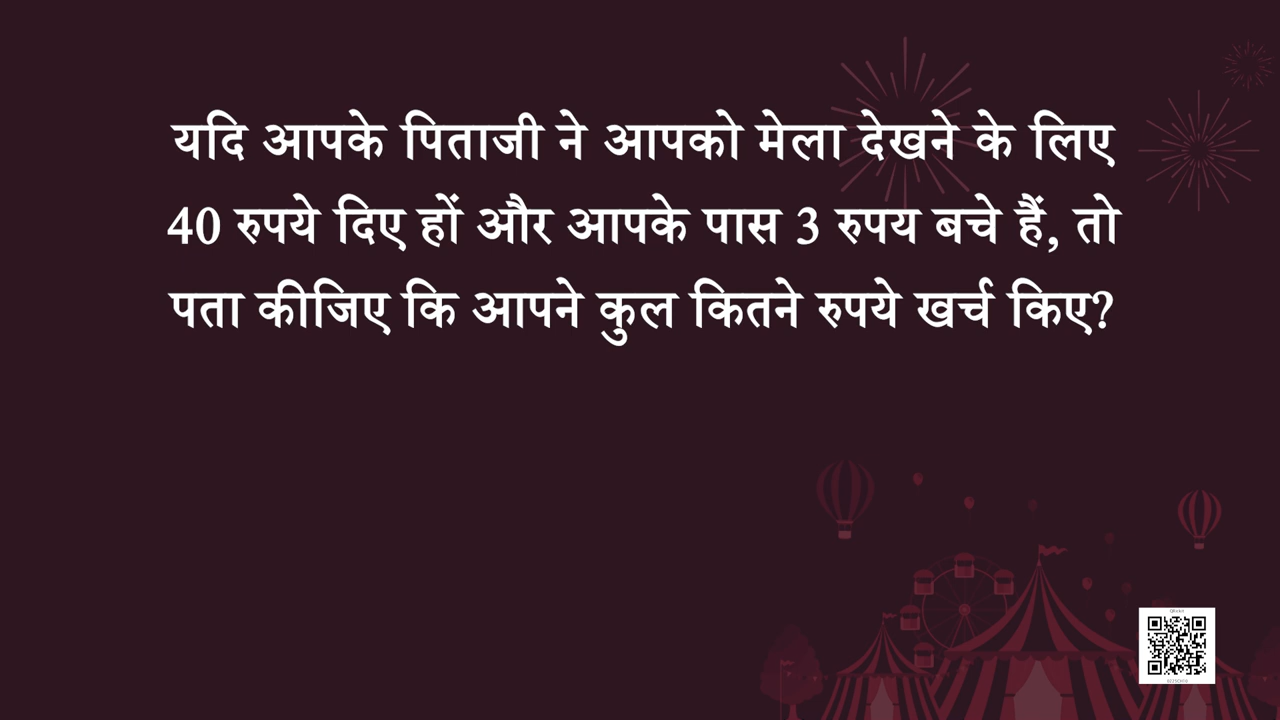 यदि आपके पिताजी ने आपको मेला देखने के लिए
40 रुपये दिए हों और आपके पास 3 रुपय बचे हैं, तो
पता कीजिए कि आपने कुल कितने रुपये खर्च किए?